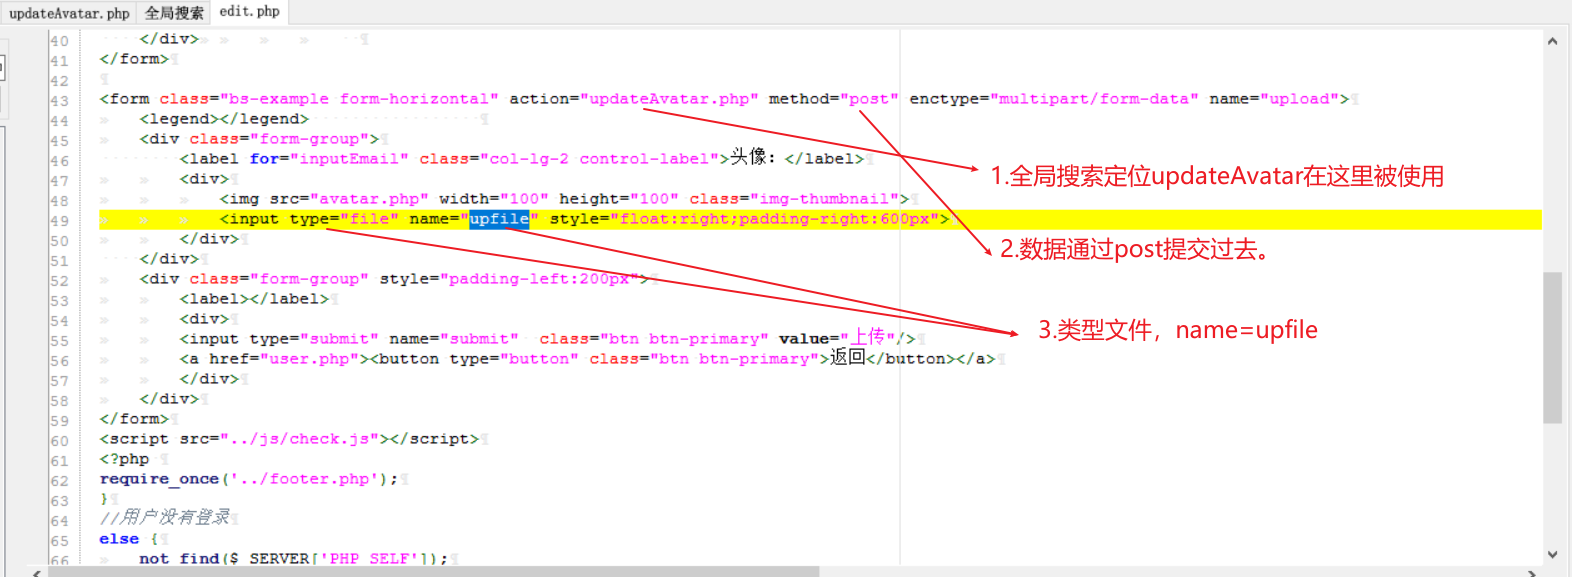 updateAvatar.php 全局搜索 edit.php
40 </div>
41 </form>
42
43 <form class="bs-example form-horizontal" action="updateAvatar.php" method="post" enctype="multipart/form-data" name="upload">
44 <legend></legend>
45 <div class="form-group">
46 <label for="inputEmail" class="col-lg-2 control-label">头像：</label>
47 <div>
48 <img src="avatar.php" width="100" height="100" class="img-thumbnail">
49 <input type="file" name="upfile" style="float:right;padding-right:600px">
50 </div>
51 </div>
52 <div class="form-group" style="padding-left:200px">
53 <label></label>
54 <div>
55 <input type="submit" name="submit" class="btn btn-primary" value="上传"/>
56 <a href="user.php"><button type="button" class="btn btn-primary">返回</button></a>
57 </div>
58 </div>
59 </form>
60 <script src="../js/check.js"></script>
61 <?php
62 require_once('../footer.php');
63 }
64 //用户没有登录
65 else {
66 not_find($_SERVER['PHP_SELF']);
1.全局搜索定位updateAvatar在这里被使用
2.数据通过post提交过去。
3.类型文件，name=upfile